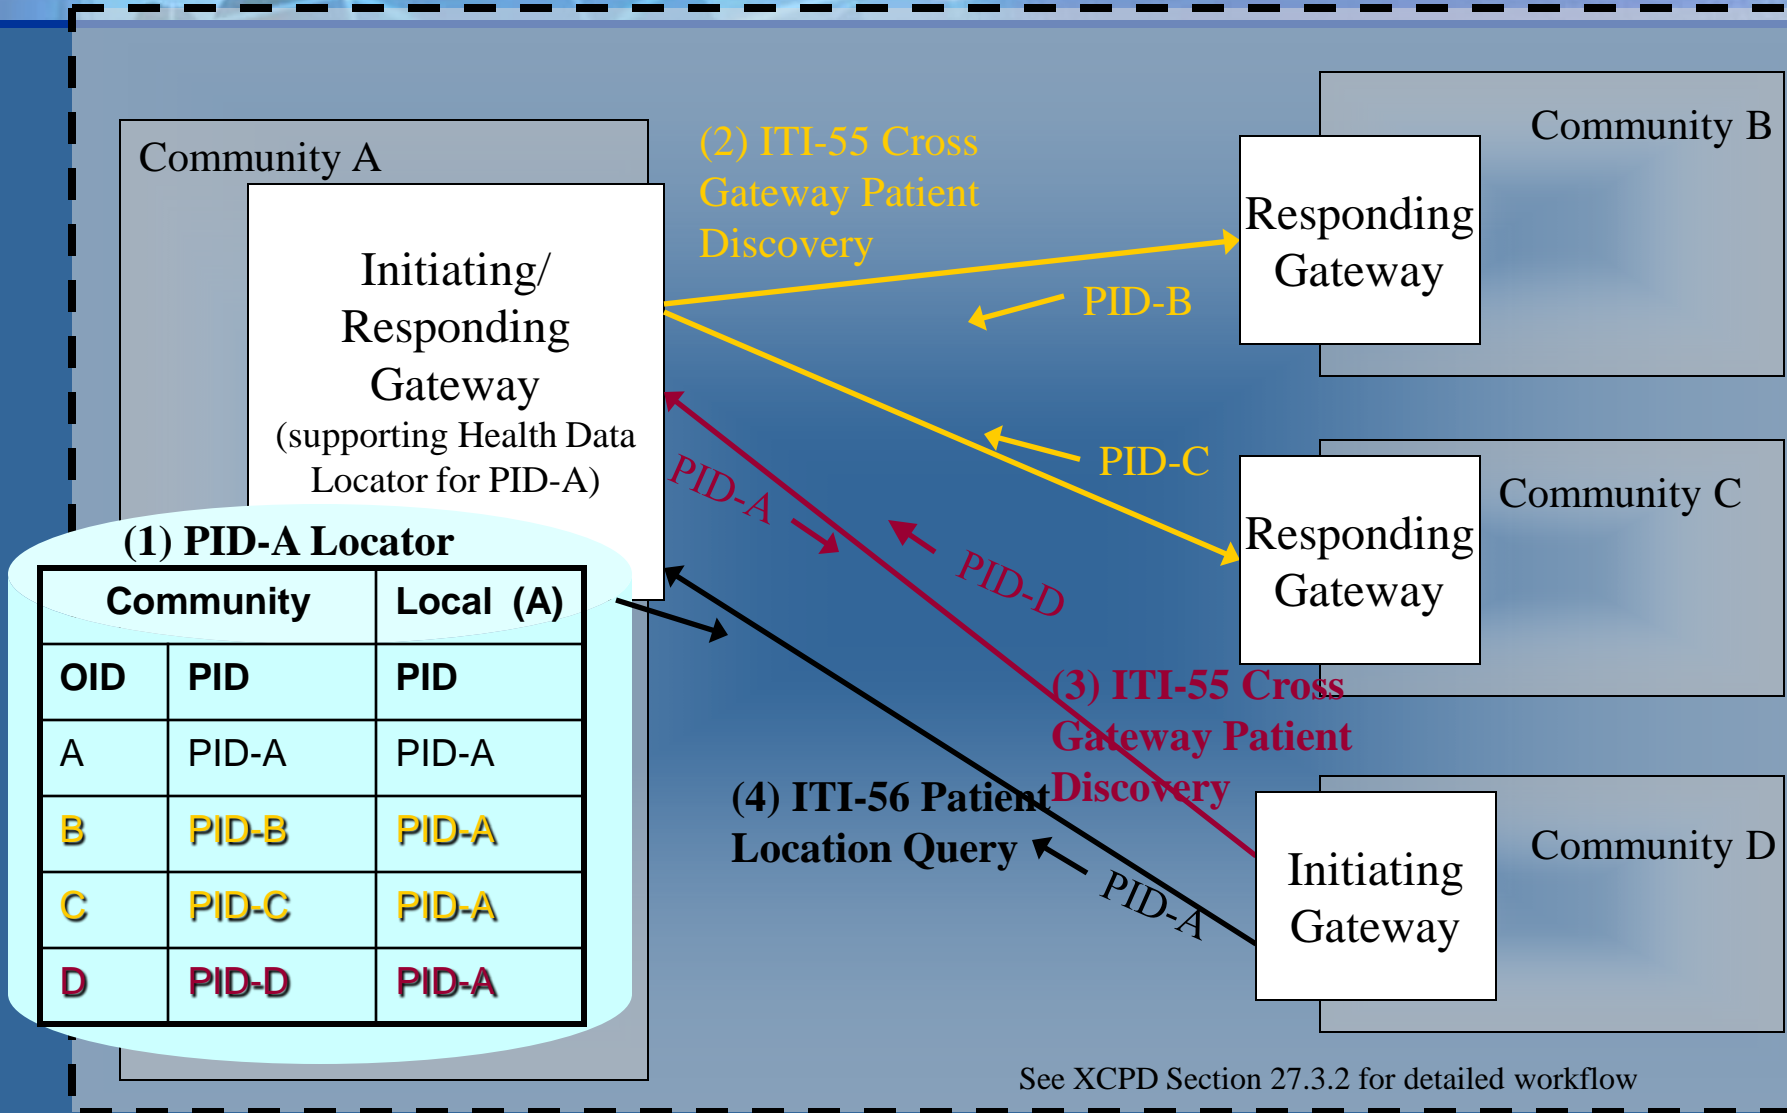 Community A
Initiating/
Responding
Gateway
(supporting Health Data
Locator for PID-A)
(1) PID-A Locator
Community Local (A)
OID PID PID
A PID-A PID-A
B PID-B PID-A
C PID-C PID-A
D PID-D PID-A
(2) ITI-55 Cross
Gateway Patient
Discovery
PID-B
PID-C
PID-A
PID-D
(3) ITI-55 Cross
Gateway Patient
Discovery
(4) ITI-56 Patient
Location Query
PID-A
Community B
Responding
Gateway
Community C
Responding
Gateway
Community D
Initiating
Gateway
See XCPD Section 27.3.2 for detailed workflow